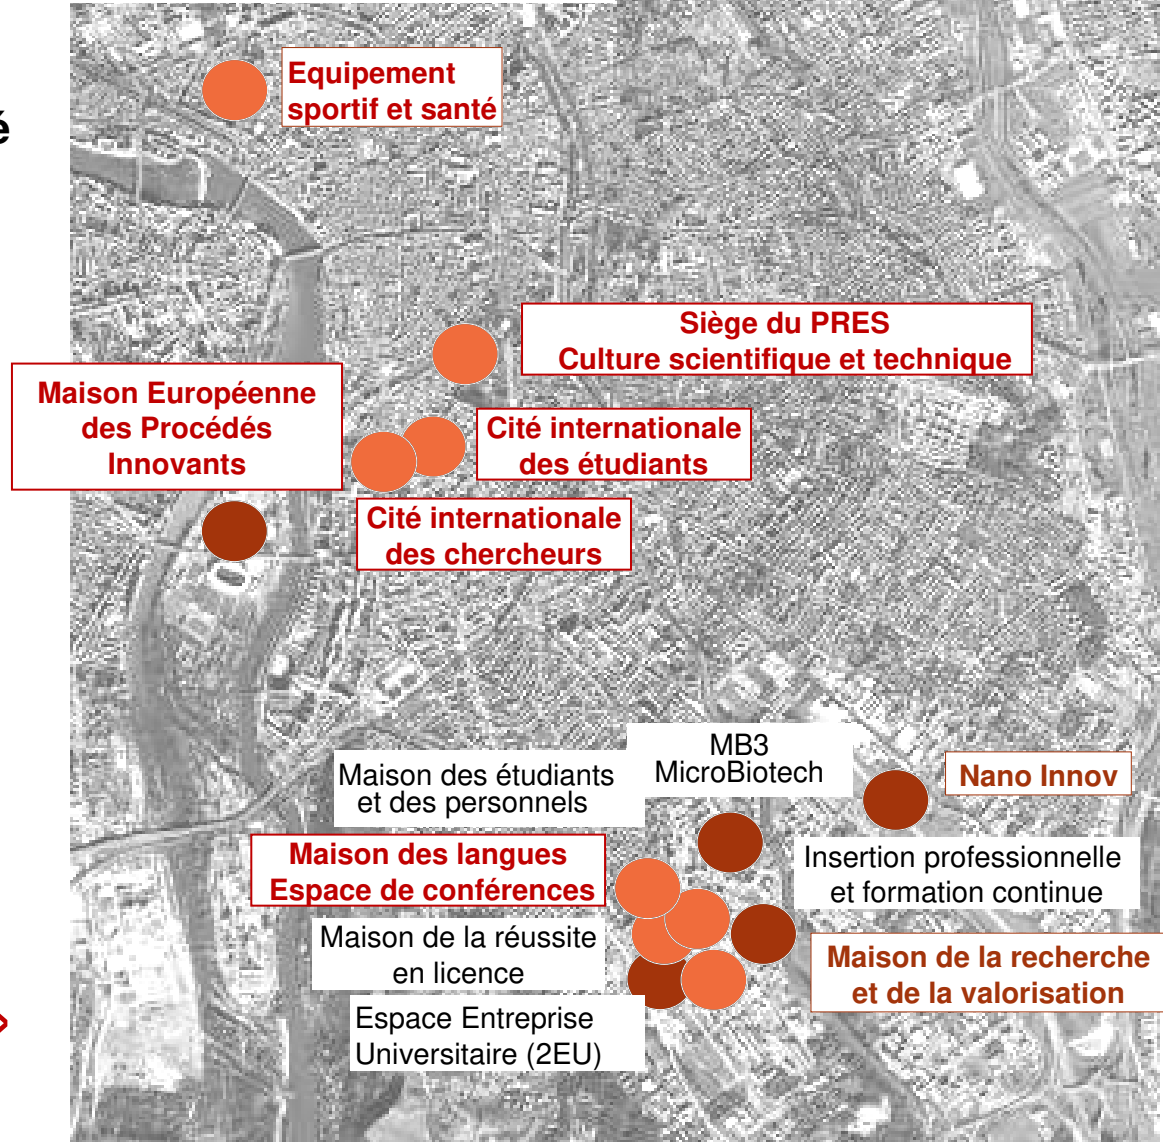 Equipement
sportif et santé
é
Siège du PRES
Culture scientifique et technique
Maison Européenne
des Procédés
Innovants
Cité internationale
des étudiants
Cité internationale
des chercheurs
MB3
MicroBiotech
Maison des étudiants
et des personnels
Nano Innov
Maison des langues
Espace de conférences
Insertion professionnelle
et formation continue
Maison de la réussite
en licence
Maison de la recherche
et de la valorisation
Espace Entreprise
Universitaire (2EU)